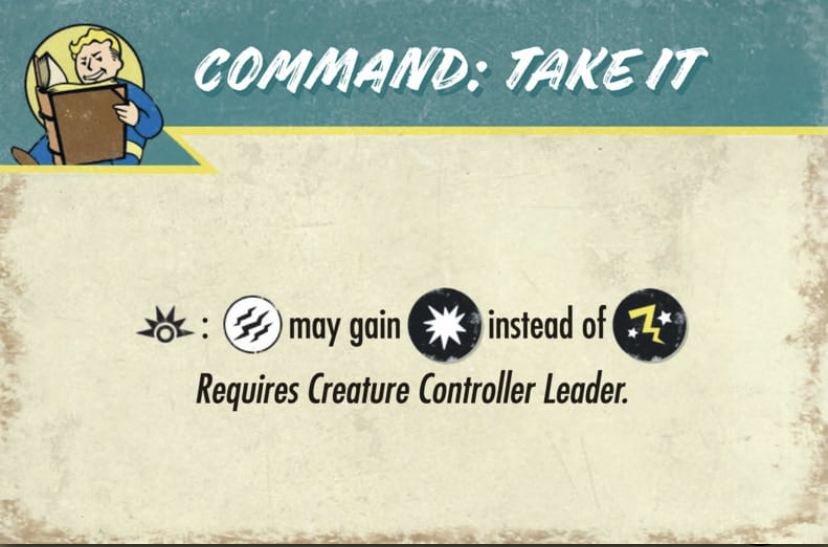 COMMAND: TAKE IT
: may gain instead of
Requires Creature Controller Leader.